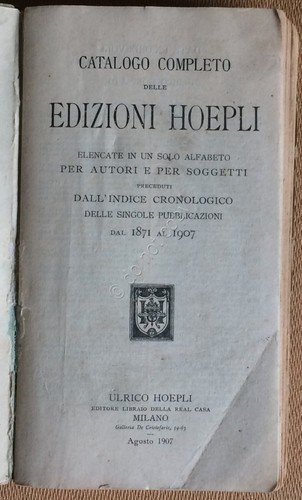 CATALOGO COMPLETO
DELLE
EDIZIONI HOEPLI
ELENCATE IN UN SOLO ALFABETO
PER AUTORI E PER SOGGETTI
PRECEDUTI
DALL'INDICE CRONOLOGICO
DELLE SINGOLE PUBBLICAZIONI
DAL 1871 AL 1907
ULRICO HOEPLI
EDITORE LIBRAIO DELLA REAL CASA
MILANO
Galleria De Cristoforis, 59-63
Agosto 1907